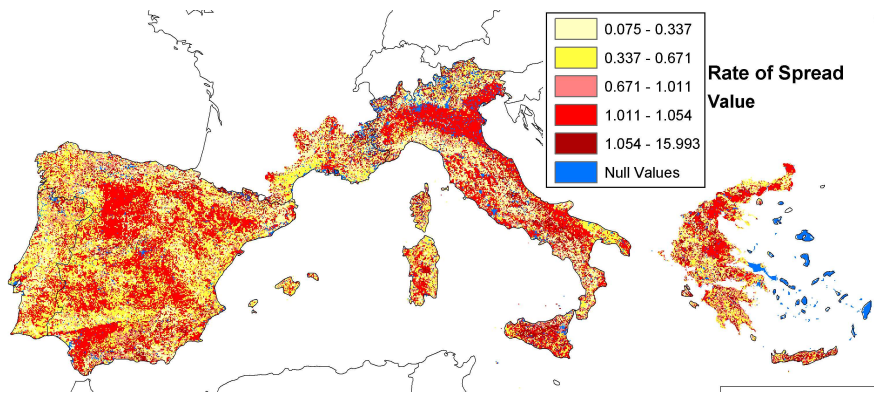 0.075 - 0.337
0.337 - 0.671
0.671 - 1.011
1.011 - 1.054
1.054 - 15.993
Null Values
Rate of Spread
Value